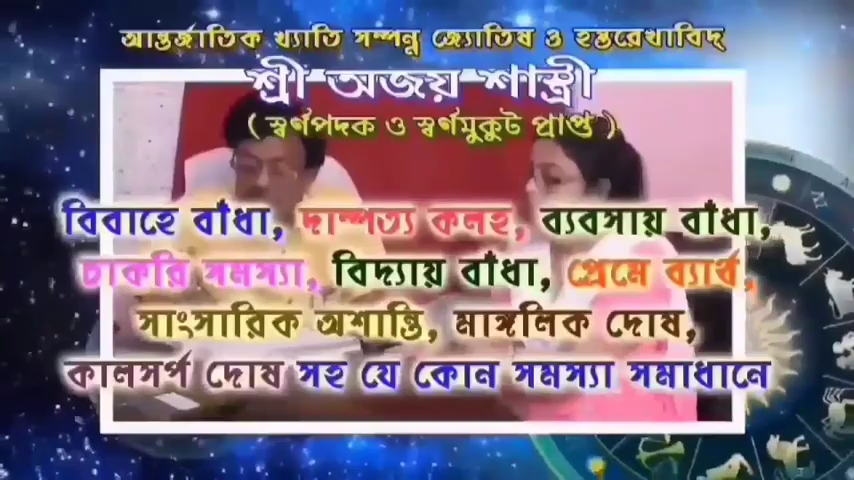 আন্তর্জাতিক খ্যাতি সম্পন্ন জ্যোতিষ ও হস্তরেখাবিদ্
শ্রী অজয় শাস্ত্রী
( স্বর্ণপদক ও স্বর্ণমুকুট প্রাপ্ত )
বিবাহে বাঁধা, দাম্পত্য কলহ, ব্যবসায় বাঁধা,
চাকরি সমস্যা, বিদ্যায় বাঁধা, প্রেমে ব্যার্থ,
সাংসারিক অশান্তি, মাঙ্গলিক দোষ,
কালসর্প দোষ সহ যে কোন সমস্যা সমাধানে